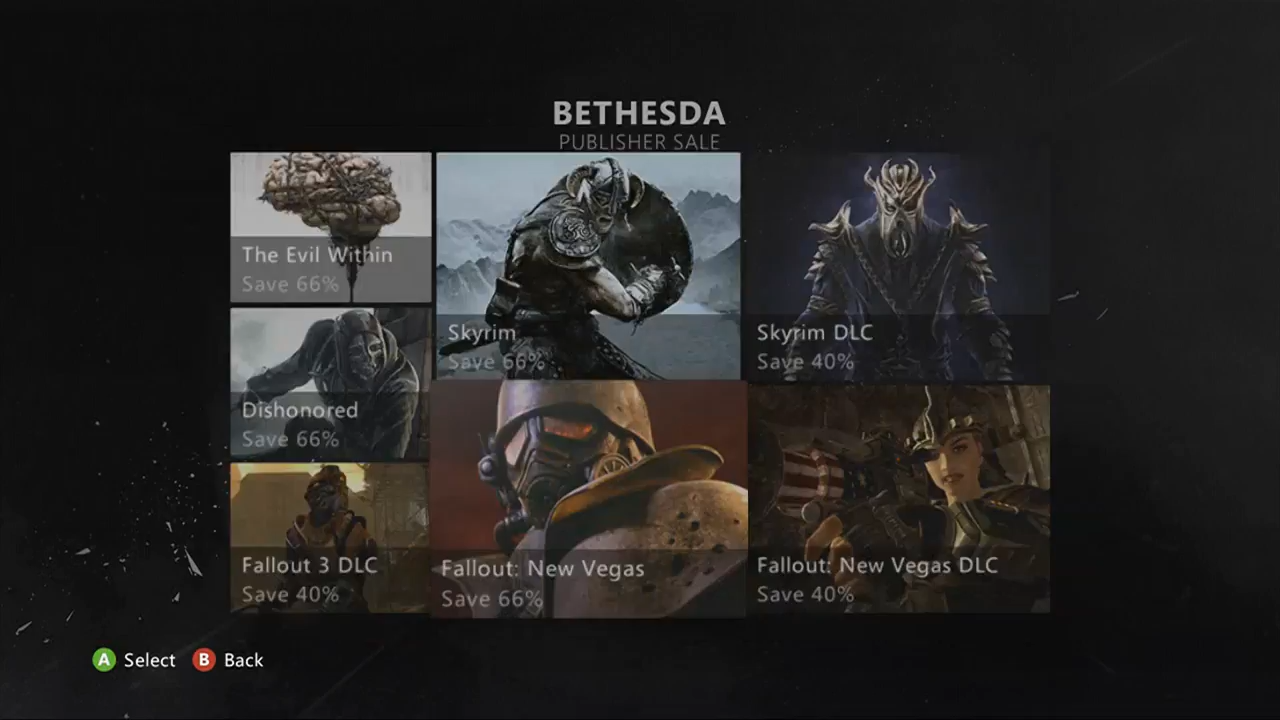 BETHESDA
PUBLISHER SALE
The Evil Within
Save 66%
Skyrim
Save 66%
Skyrim DLC
Save 40%
Dishonored
Save 66%
Fallout 3 DLC
Save 40%
Fallout: New Vegas
Save 66%
Fallout: New Vegas DLC
Save 40%
A Select B Back